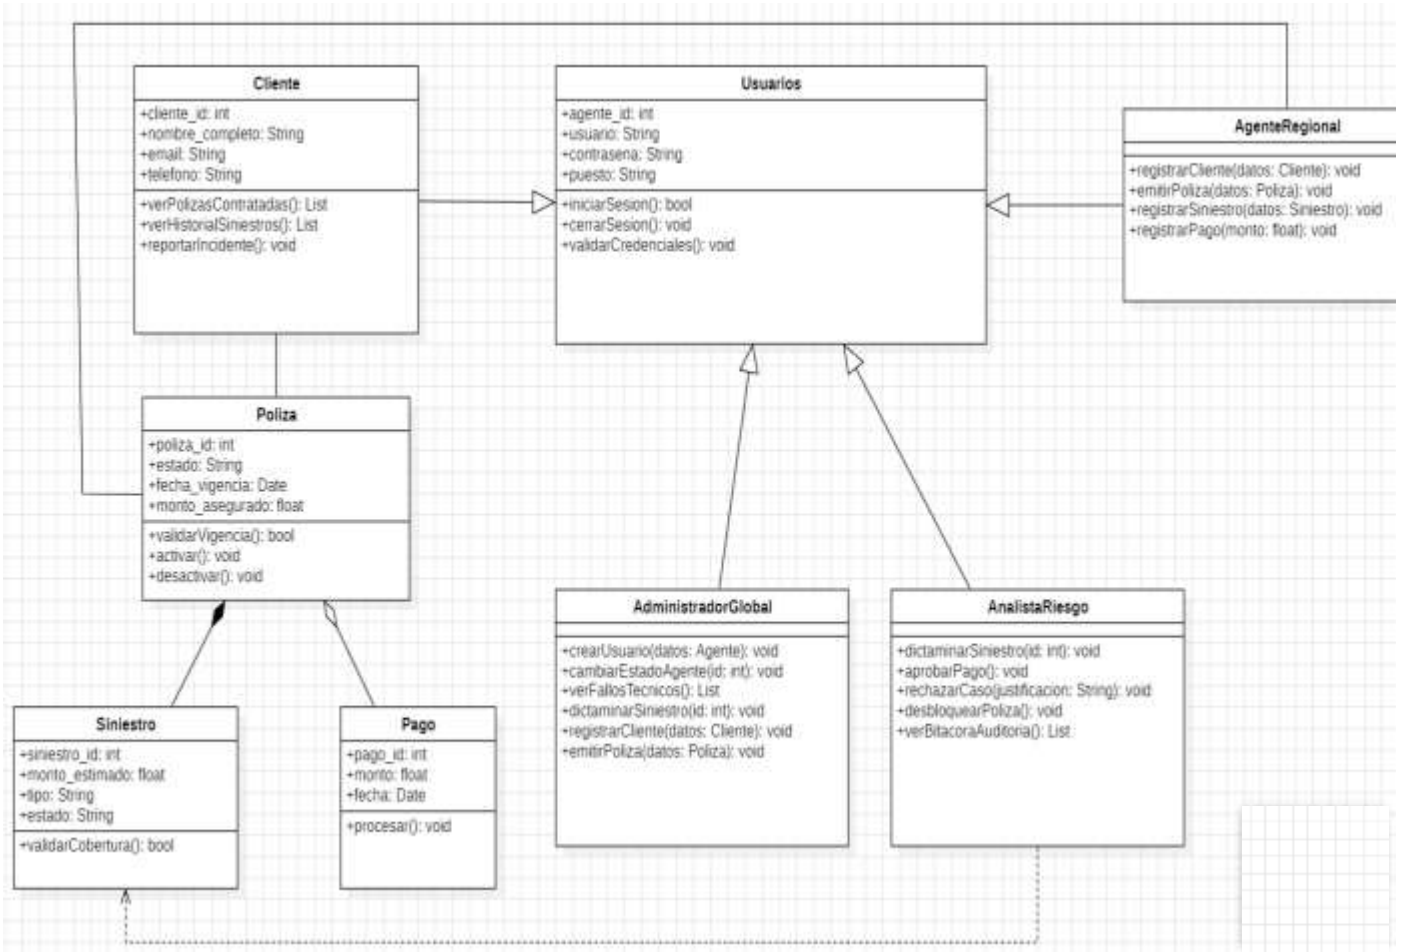 Cliente
+cliente_id: int
+nombre_completo: String
+email: String
+telefono: String
+verPolizasContratadas(): List
+verHistorialSiniestros(): List
+reportarIncidente(): void
Usuarios
+agente_id: int
+usuario: String
+contrasena: String
+puesto: String
+iniciarSesion(): bool
+cerrarSesion(): void
+validarCredenciales(): void
AgenteRegional
+registrarCliente(datos: Cliente): void
+emitirPoliza(datos: Poliza): void
+registrarSiniestro(datos: Siniestro): void
+registrarPago(monto: float): void
Poliza
+poliza_id: int
+estado: String
+fecha_vigencia: Date
+monto_asegurado: float
+validarVigencia(): bool
+activar(): void
+desactivar(): void
AdministradorGlobal
+crearUsuario(datos: Agente): void
+cambiarEstadoAgente(id: int): void
+verFallosTecnicos(): List
+dictaminarSiniestro(id: int): void
+registrarCliente(datos: Cliente): void
+emitirPoliza(datos: Poliza): void
AnalistaRiesgo
+dictaminarSiniestro(id: int): void
+aprobarPago(): void
+rechazarCaso(justificacion: String): void
+desbloquearPoliza(): void
+verBitacoraAuditoria(): List
Siniestro
+siniestro_id: int
+monto_estimado: float
+tipo: String
+estado: String
+validarCobertura(): bool
Pago
+pago_id: int
+monto: float
+fecha: Date
+procesar(): void